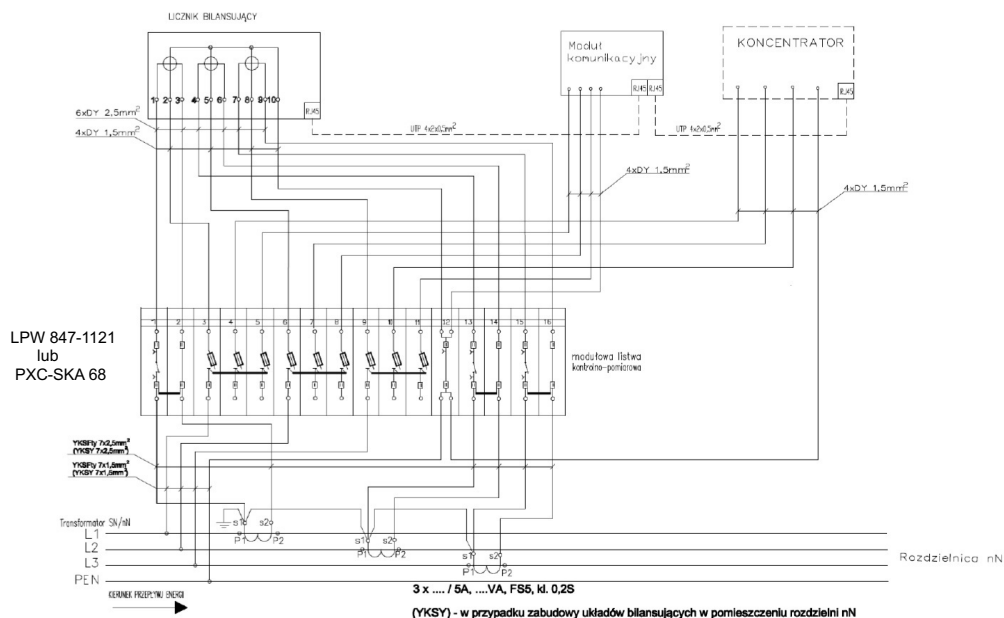 LICZNIK BILANSUJĄCY
1 2 3 4 5 6 7 8 9 10
RJ45
Moduł
komunikacyjny
RJ45 RJ45
KONCENTRATOR
RJ45
6xDY 2,5mm²
4xDY 1,5mm²
UTP 4x2x0,5mm²
UTP 4x2x0,5mm²
4xDY 1,5mm²
4xDY 1,5mm²
1 2 3 4 5 6 7 8 9 10 11 12 13 14 15 16
LPW 847-1121
lub
PXC-SKA 68
modułowa listwa
kontrolno-pomiarowa
YKSFty 7x2,5mm²
(YKSY 7x2,5mm²)
YKSFty 7x1,5mm²
(YKSY 7x1,5mm²)
Transformator SN/nN
s1 s2
s1 s2
s1 s2
L1
P1 P2
L2
P1 P2
L3
P1 P2
PEN
Rozdzielnica nN
KIERUNEK PRZEPŁYWU ENERGI
3 x .... / 5A, ....VA, FS5, kl. 0,2S
(YKSY) - w przypadku zabudowy układów bilansujących w pomieszczeniu rozdzielni nN